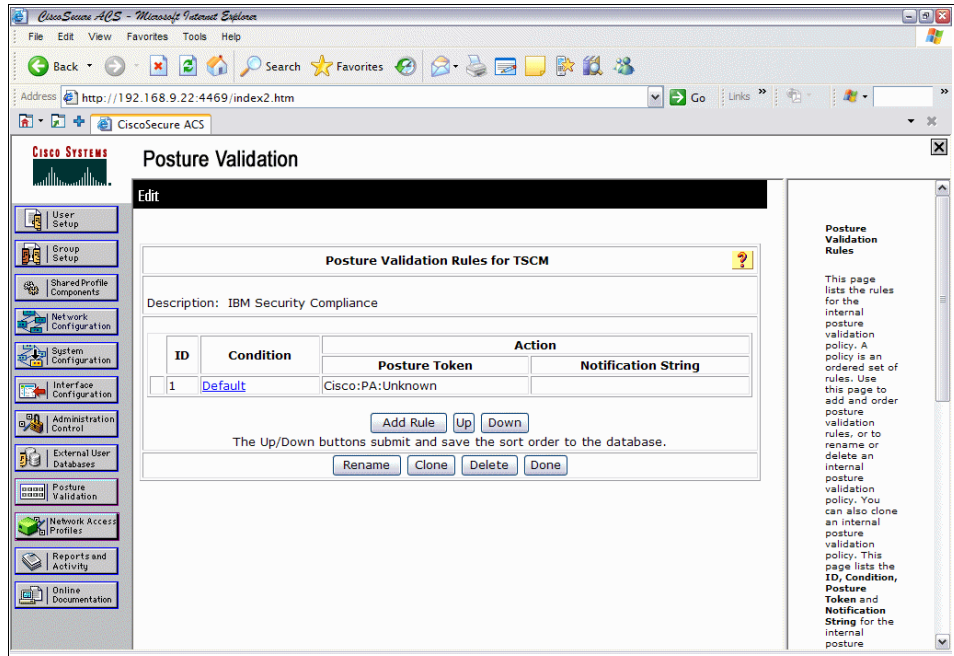 CiscoSecure ACS - Microsoft Internet Explorer
File Edit View Favorites Tools Help
Back Search Favorites
Address http://192.168.9.22:4469/index2.htm Go Links »
CiscoSecure ACS
CISCO SYSTEMS
Posture Validation
Edit
User Setup
Group Setup
Shared Profile Components
Network Configuration
System Configuration
Interface Configuration
Administration Control
External User Databases
Posture Validation
Network Access Profiles
Reports and Activity
Online Documentation
Posture Validation Rules for TSCM
Description: IBM Security Compliance
ID Condition Action
Posture Token Notification String
1 Default Cisco:PA:Unknown
Add Rule Up Down
The Up/Down buttons submit and save the sort order to the database.
Rename Clone Delete Done
Posture
Validation
Rules
This page
lists the rules
for the
internal
posture
validation
policy. A
policy is an
ordered set of
rules. Use
this page to
add and order
posture
validation
rules, or to
rename or
delete an
internal
posture
validation
policy. You
can also clone
an internal
posture
validation
policy. This
page lists the
ID, Condition,
Posture
Token and
Notification
String for the
internal
posture